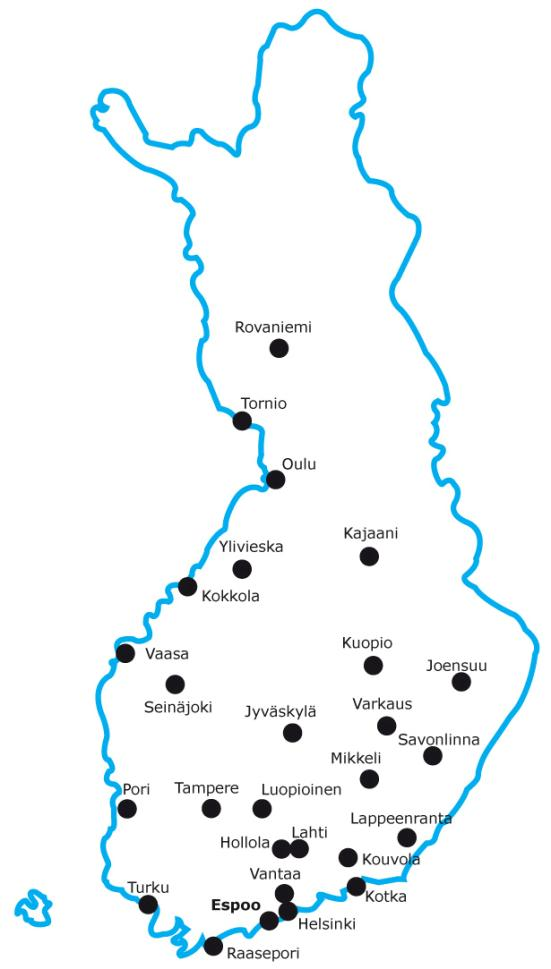 Rovaniemi
Tornio
Oulu
Kajaani
Ylivieska
Kokkola
Kuopio
Vaasa
Joensuu
Seinäjoki
Varkaus
Jyväskylä
Savonlinna
Mikkeli
Pori
Tampere
Luopioinen
Lappeenranta
Lahti
Hollola
Kouvola
Vantaa
Turku
Kotka
Espoo
Helsinki
Raasepori